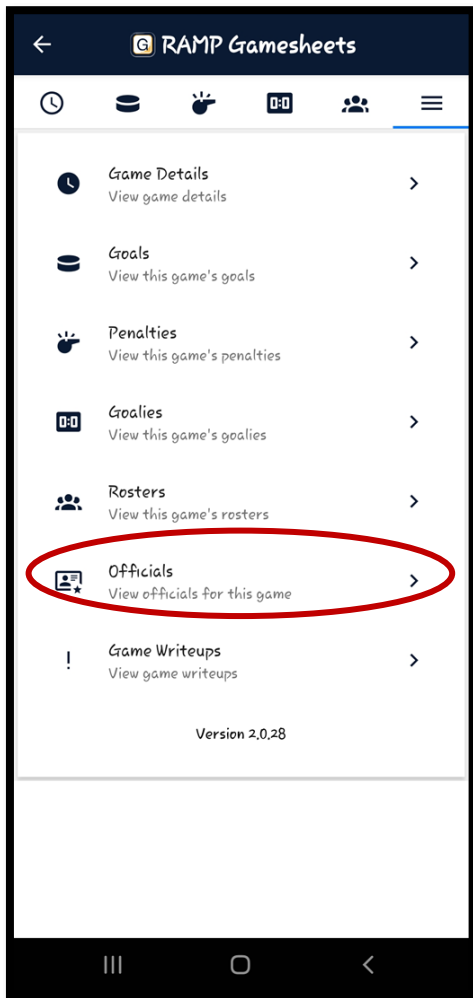 RAMP Gamesheets
0:0
Game Details
View game details
Goals
View this game's goals
Penalties
View this game's penalties
0:0
Goalies
View this game's goalies
Rosters
View this game's rosters
Officials
View officials for this game
Game Writeups
View game writeups
Version 2.0.28